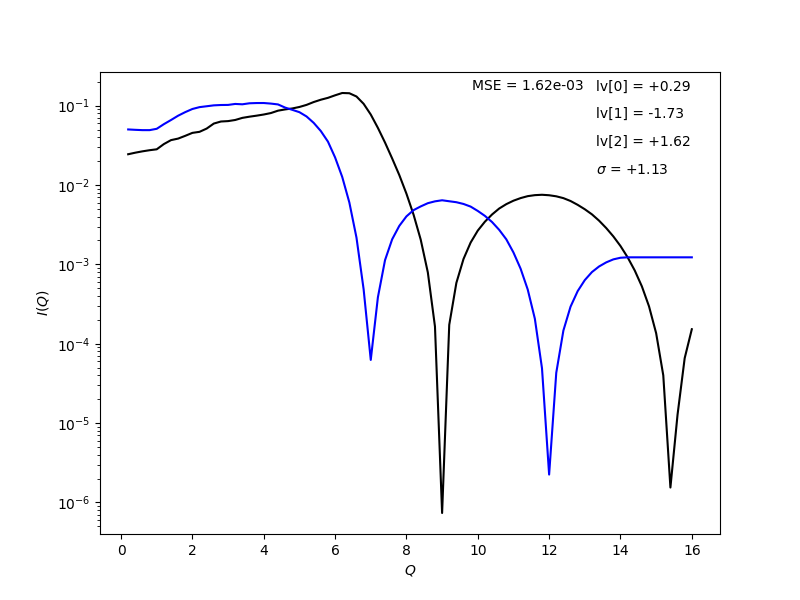 MSE = 1.62e-03 lv[0] = +0.29
lv[1] = -1.73
lv[2] = +1.62
σ = +1.13
I(Q)
10⁻¹
10⁻²
10⁻³
10⁻⁴
10⁻⁵
10⁻⁶
0 2 4 6 8 10 12 14 16
Q